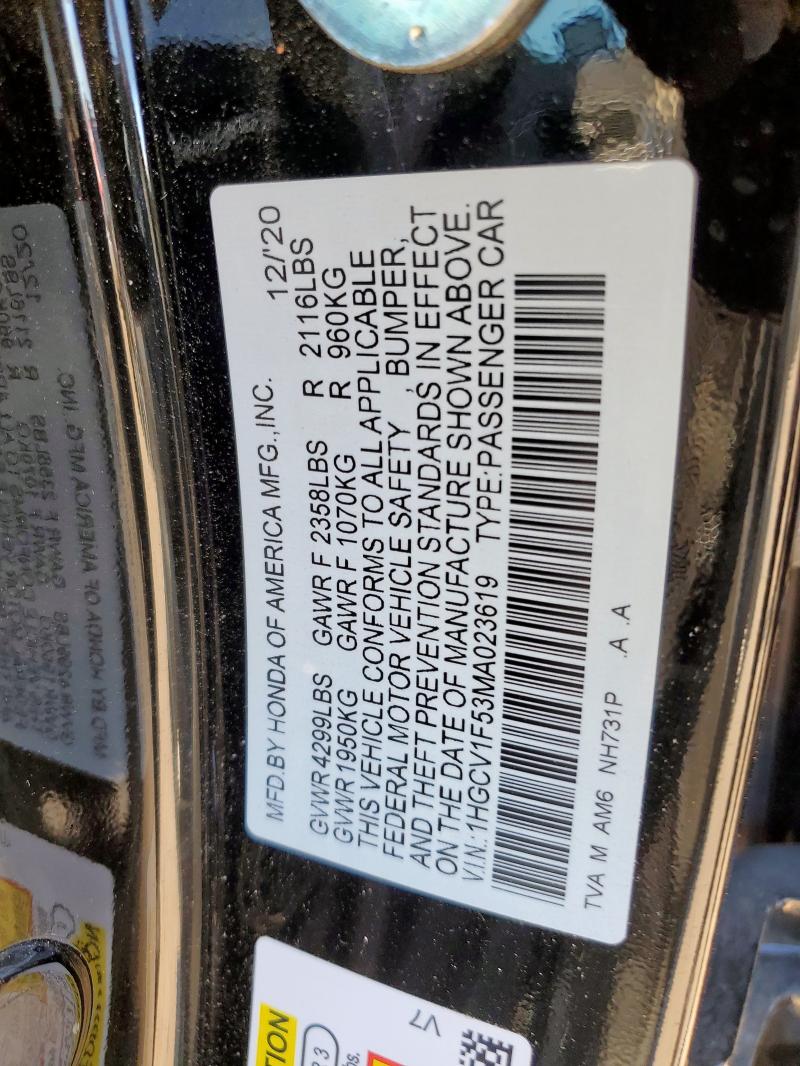 MFD.BY HONDA OF AMERICA MFG.,INC. 12/'20
GVWR 4299LBS GAWR F 2358LBS R 2116LBS
GVWR 1950KG GAWR F 1070KG R 960KG
THIS VEHICLE CONFORMS TO ALL APPLICABLE
FEDERAL MOTOR VEHICLE SAFETY , BUMPER,
AND THEFT PREVENTION STANDARDS IN EFFECT
ON THE DATE OF MANUFACTURE SHOWN ABOVE.
V.I.N.:1HGCV1F53MA023619 TYPE:PASSENGER CAR
TVA M AM6 NH731P .A .A
TION
V7